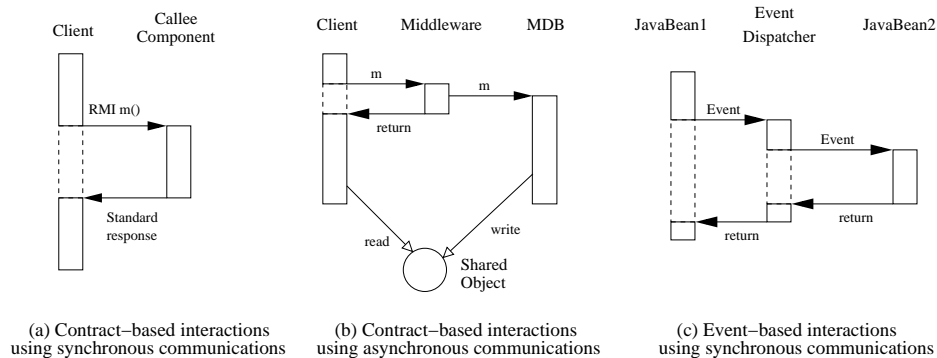 Client
Callee
Component
RMI m()
Standard
response
(a) Contract−based interactions
using synchronous communications
Client
Middleware
MDB
m
m
return
read
write
Shared
Object
(b) Contract−based interactions
using asynchronous communications
JavaBean1
Event
Dispatcher
JavaBean2
Event
Event
return
return
(c) Event−based interactions
using synchronous communications